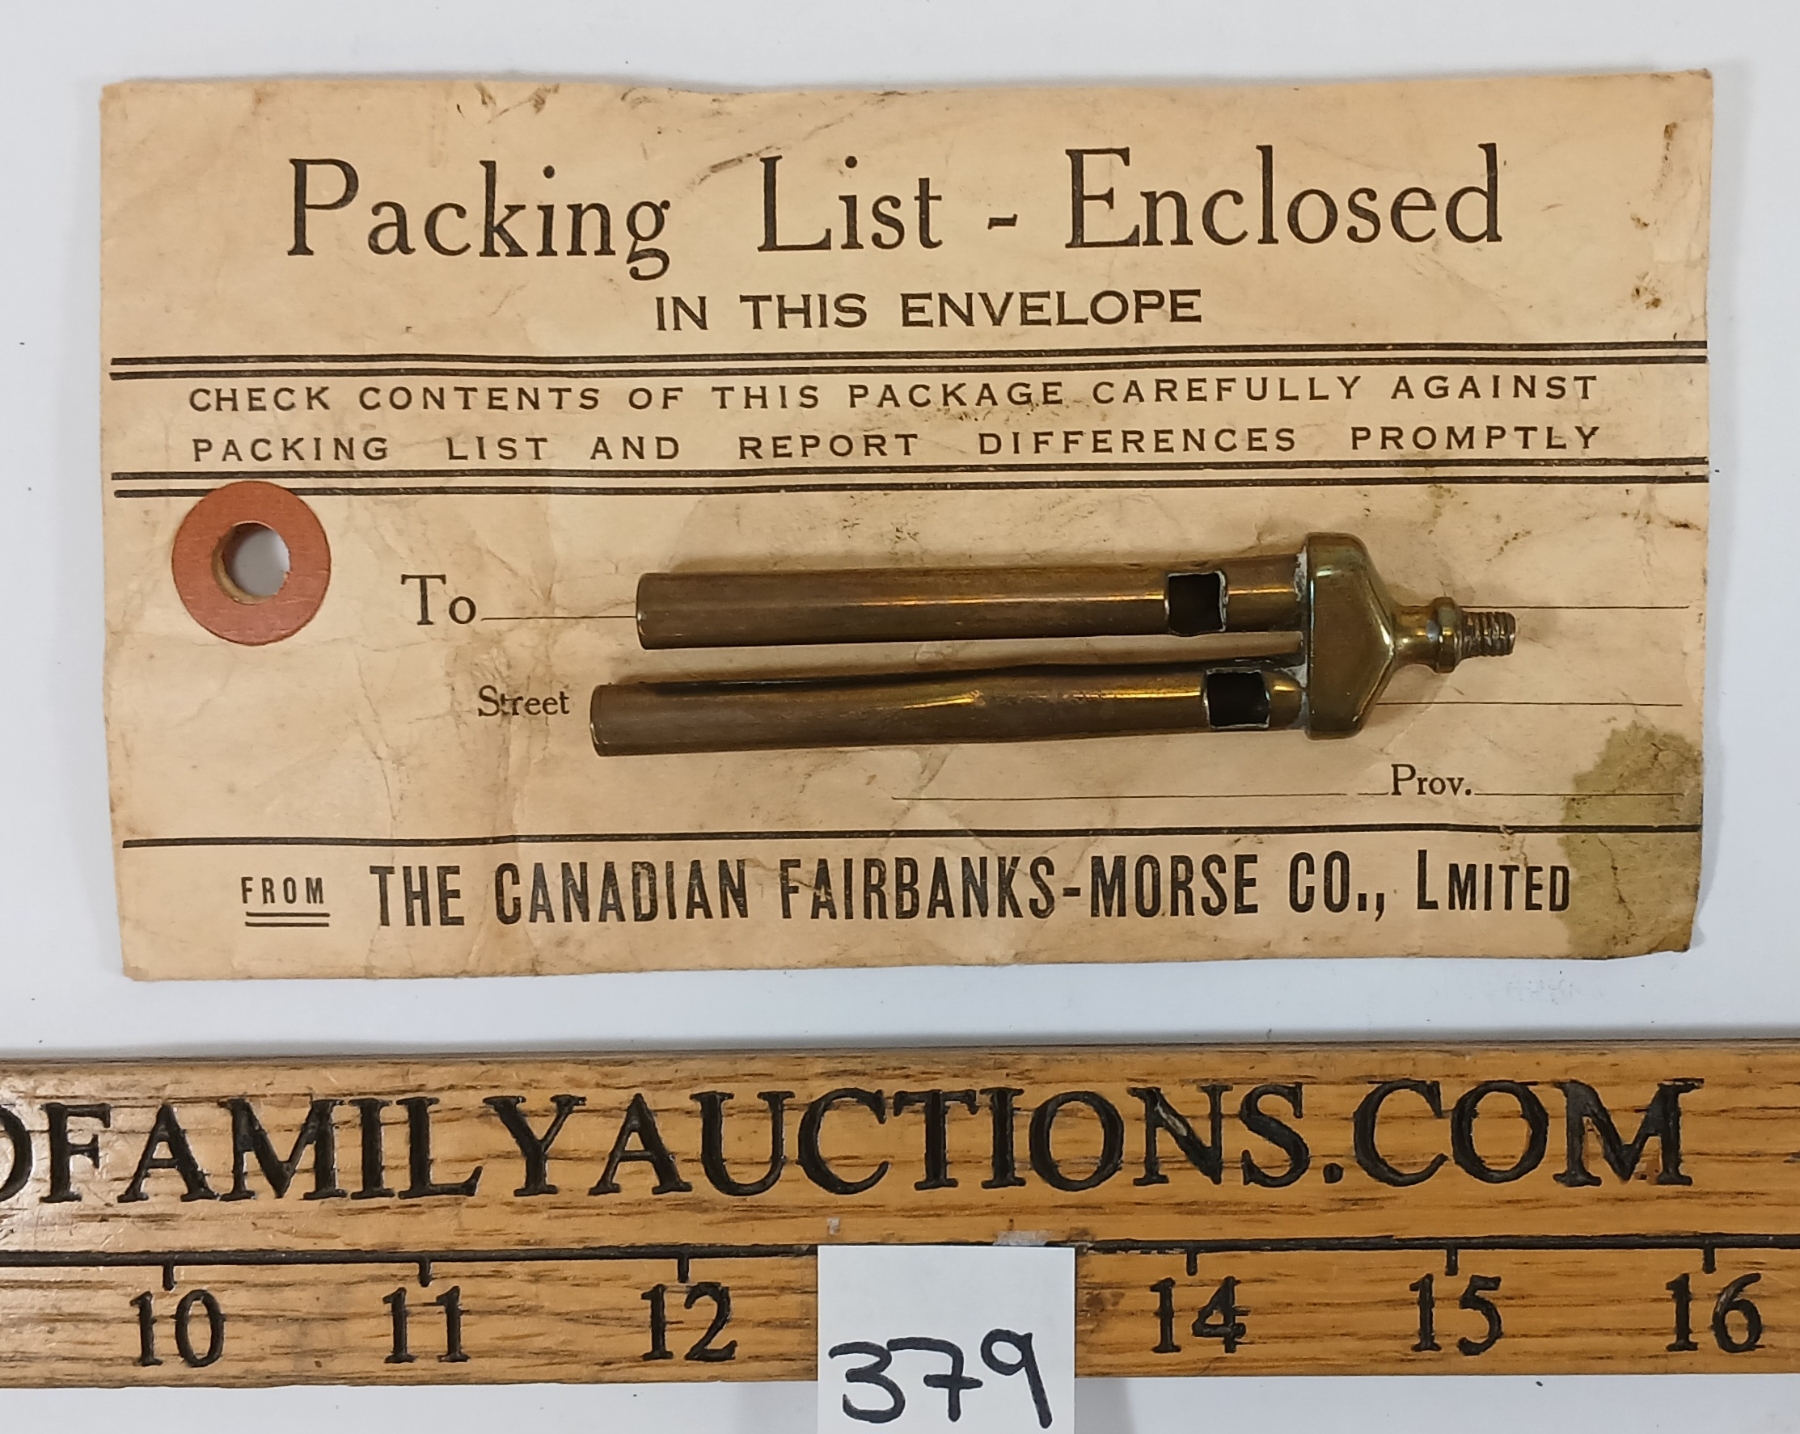 Packing List - Enclosed
IN THIS ENVELOPE
CHECK CONTENTS OF THIS PACKAGE CAREFULLY AGAINST
PACKING LIST AND REPORT DIFFERENCES PROMPTLY
To
Street
Prov.
FROM THE CANADIAN FAIRBANKS-MORSE CO., LMITED
FAMILYAUCTIONS.COM
10 11 12 14 15 16
379